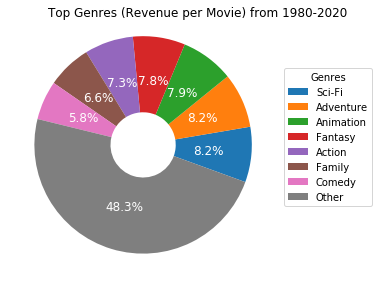 Top Genres (Revenue per Movie) from 1980-2020
7.3%
7.8%
7.9%
6.6%
5.8%
8.2%
8.2%
48.3%
Genres
Sci-Fi
Adventure
Animation
Fantasy
Action
Family
Comedy
Other